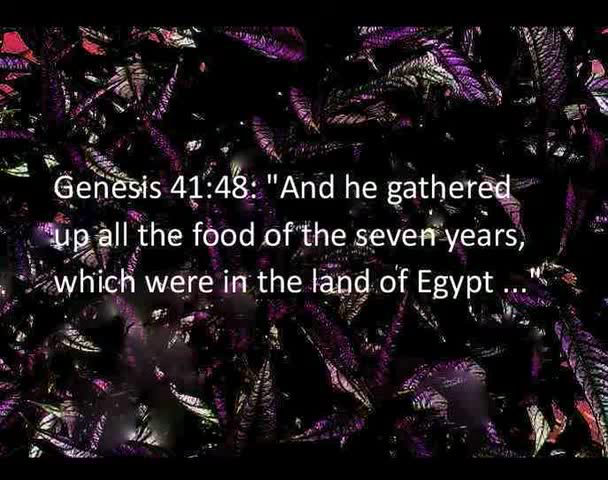 Genesis 41:48: "And he gathered
up all the food of the seven years,
which were in the land of Egypt ..."